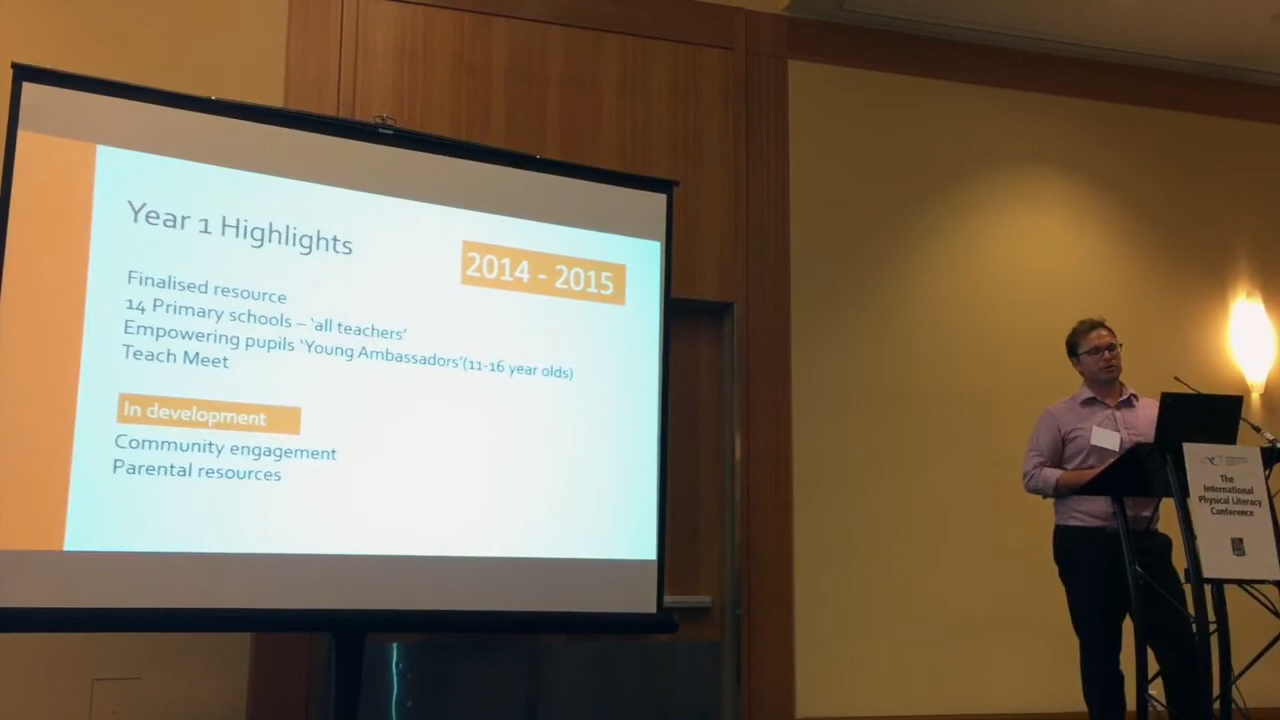 Year 1 Highlights
2014 - 2015
Finalised resource
14 Primary schools – 'all teachers'
Empowering pupils 'Young Ambassadors'(11-16 year olds)
Teach Meet
In development
Community engagement
Parental resources
The
International
Physical Literacy
Conference